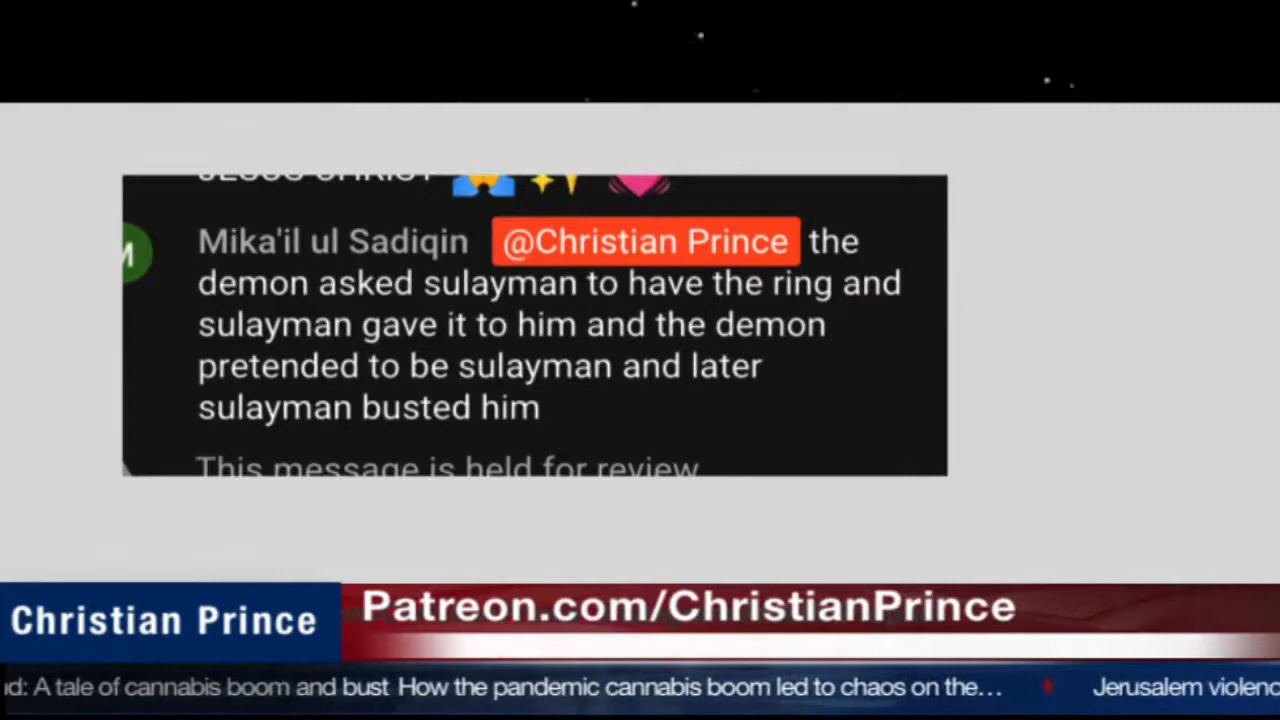 JESUS CHRIST
Mika'il ul Sadiqin @Christian Prince the
demon asked sulayman to have the ring and
sulayman gave it to him and the demon
pretended to be sulayman and later
sulayman busted him
This message is held for review
Christian Prince
Patreon.com/ChristianPrince
A tale of cannabis boom and bust How the pandemic cannabis boom led to chaos on the… Jerusalem